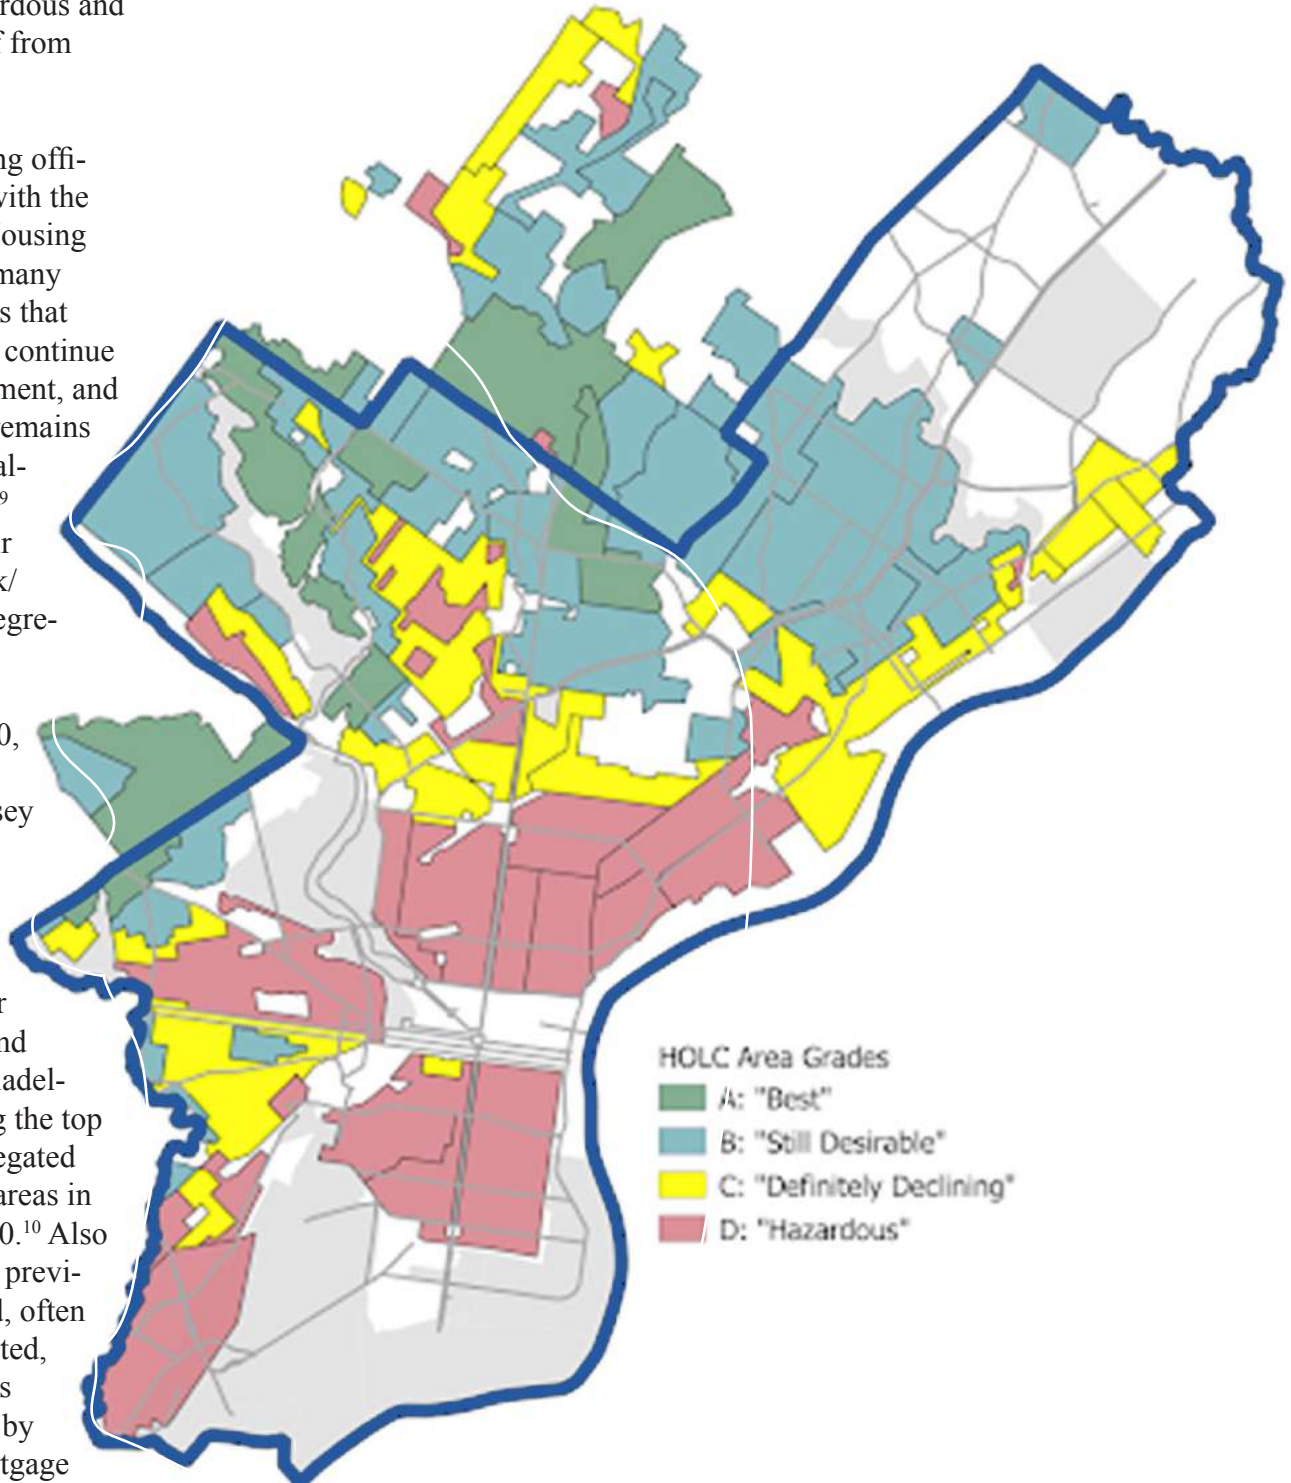 rdous and
f from
ng offi-
with the
ousing
many
s that
continue
ment, and
remains
al-
9
r
k/
egre-
0,
sey
r
nd
adel-
g the top
egated
areas in
0.10 Also
previ-
d, often
ted,
s
by
tgage
HOLC Area Grades
A: "Best"
B: "Still Desirable"
C: "Definitely Declining"
D: "Hazardous"